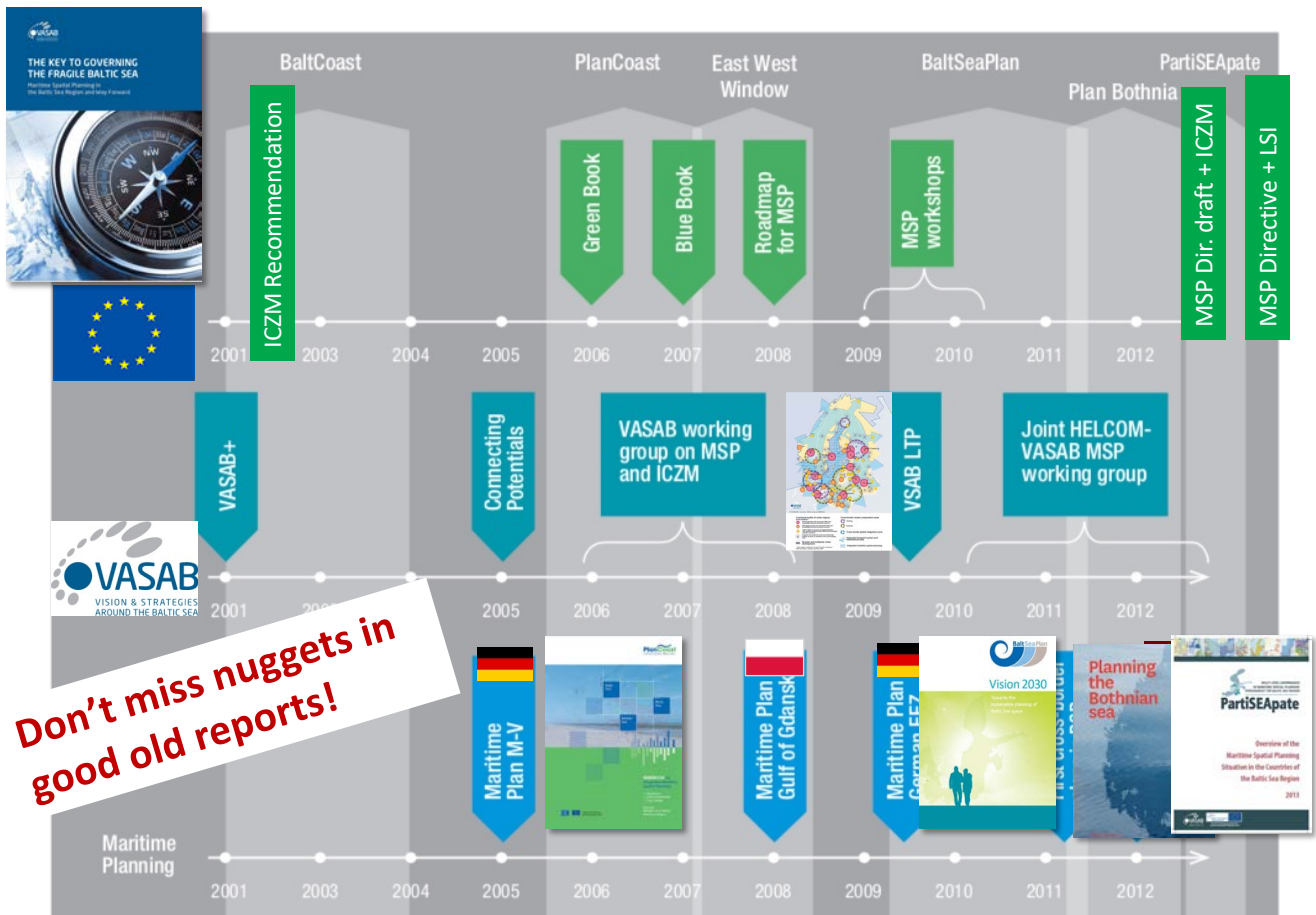 VASAB
THE KEY TO GOVERNING
THE FRAGILE BALTIC SEA
Maritime Spatial Planning in
the Baltic Sea Region and Way Forward
BaltCoast
PlanCoast
East West
Window
BaltSeaPlan
Plan Bothnia
PartiSEApate
ICZM Recommendation
Green Book
Blue Book
Roadmap
for MSP
MSP
workshops
MSP Dir. draft + ICZM
MSP Directive + LSI
2001
2003
2004
2005
2006
2007
2008
2009
2010
2011
2012
VASAB+
Connecting
Potentials
VASAB working
group on MSP
and ICZM
VSAB LTP
Joint HELCOM-
VASAB MSP
working group
VASAB
VISION & STRATEGIES
AROUND THE BALTIC SEA
2001
2005
2006
2007
2008
2009
2010
2011
2012
Don't miss nuggets in
good old reports!
Maritime
Plan M-V
PlanCoast
Maritime Plan
Gulf of Gdansk
Maritime Plan
German EEZ
BaltSeaPlan
Vision 2030
First cross-border
Planning
the
Bothnian
sea
PartiSEApate
Overview of the
Maritime Spatial Planning
Situation in the Countries of
the Baltic Sea Region
2013
Maritime
Planning
2001
2003
2004
2005
2006
2007
2008
2009
2010
2011
2012